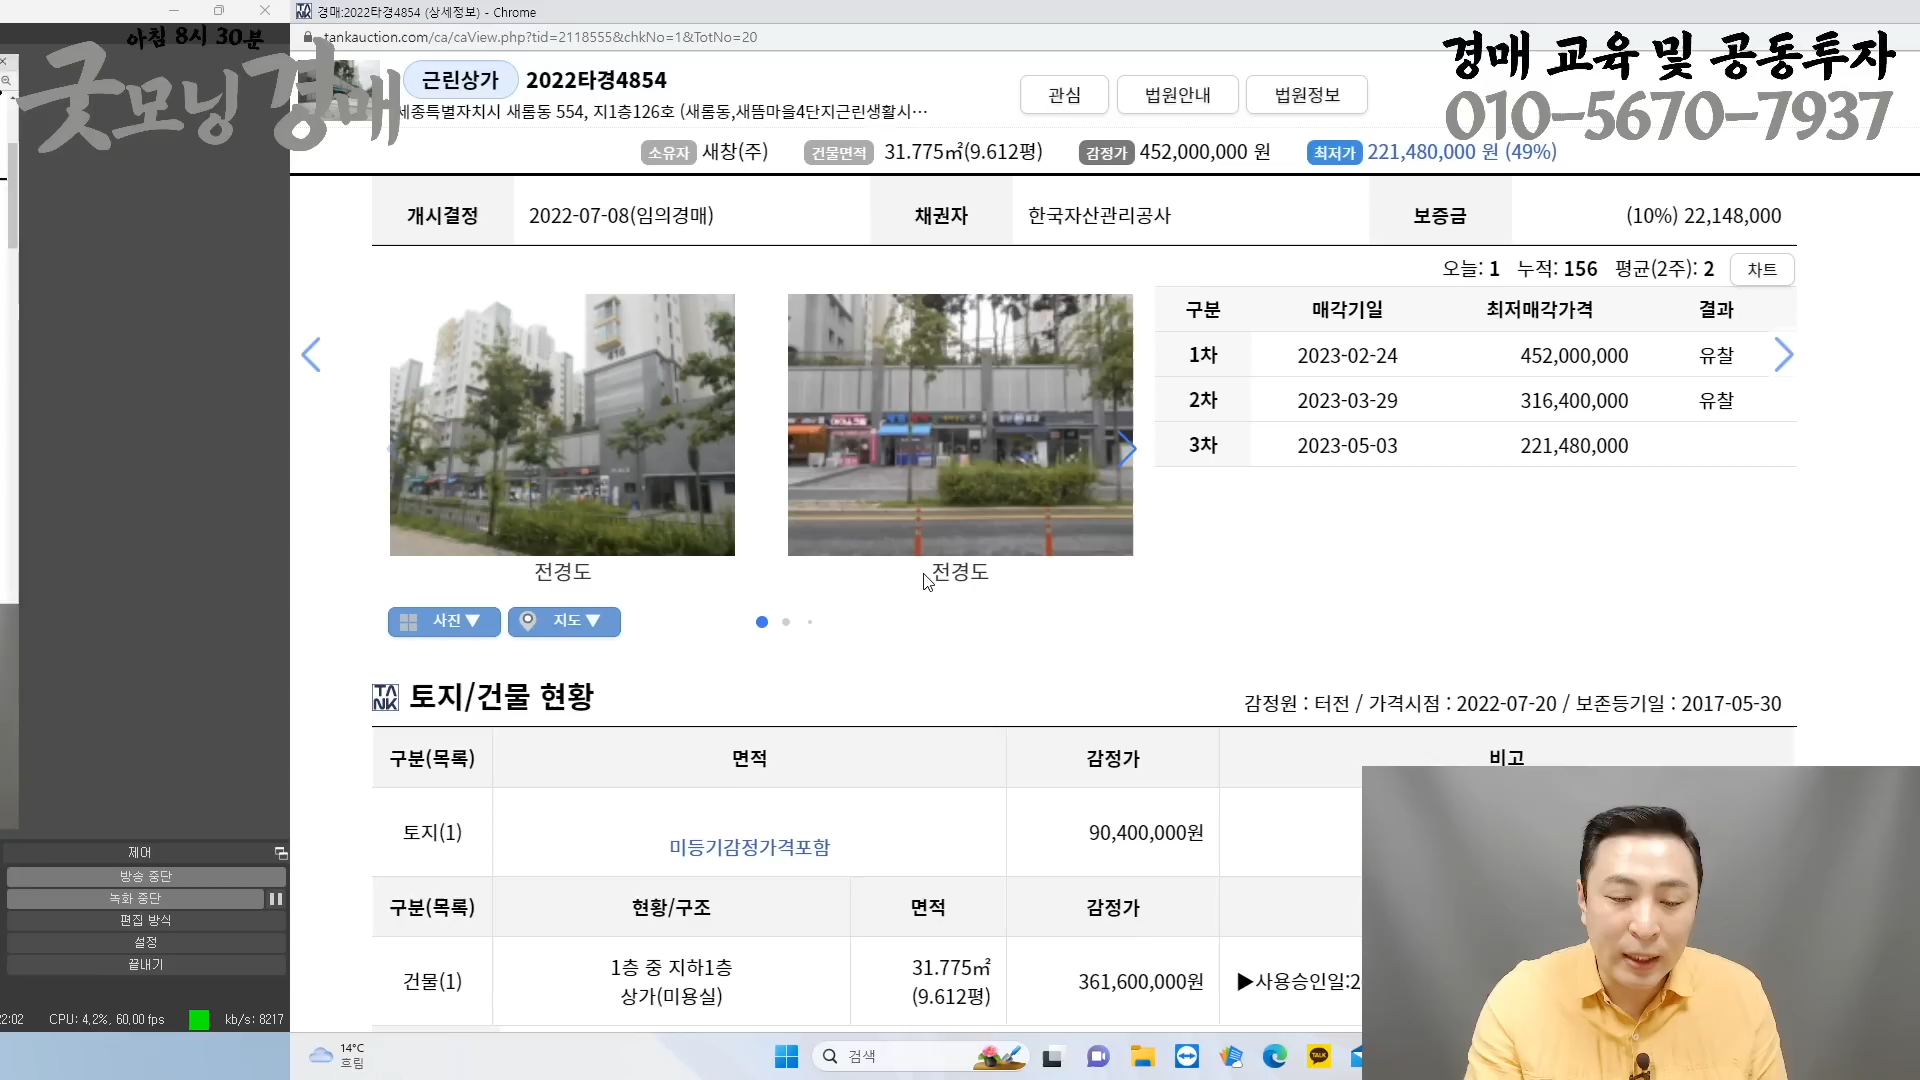 경매:2022타경4854 (상세정보) - Chrome
tankauction.com/ca/caView.php?tid=2118555&chkNo=1&TotNo=20
아침 8시 30분
굿모닝경매
경매 교육 및 공동투자
010-5670-7937
근린상가 2022타경4854
관심 법원안내 법원정보
세종특별자치시 새롬동 554, 지1층126호 (새롬동,새뜸마을4단지근린생활시…
소유자 새창(주) 건물면적 31.775㎡(9.612평) 감정가 452,000,000 원 최저가 221,480,000 원 (49%)
개시결정 2022-07-08(임의경매) 채권자 한국자산관리공사 보증금 (10%) 22,148,000
오늘: 1 누적: 156 평균(2주): 2 차트
구분 매각기일 최저매각가격 결과
1차 2023-02-24 452,000,000 유찰
2차 2023-03-29 316,400,000 유찰
3차 2023-05-03 221,480,000
전경도 전경도
사진 ▼ 지도 ▼
TANK 토지/건물 현황
감정원 : 터전 / 가격시점 : 2022-07-20 / 보존등기일 : 2017-05-30
구분(목록) 면적 감정가 비고
토지(1) 미등기감정가격포함 90,400,000원
구분(목록) 현황/구조 면적 감정가
건물(1) 1층 중 지하1층 31.775㎡ 361,600,000원 ▶사용승인일:2
상가(미용실) (9.612평)
제어
방송 중단
녹화 중단
편집 방식
설정
끝내기
2:02 CPU: 4,2%, 60,00 fps kb/s: 8217
14°C
흐림
검색
TALK